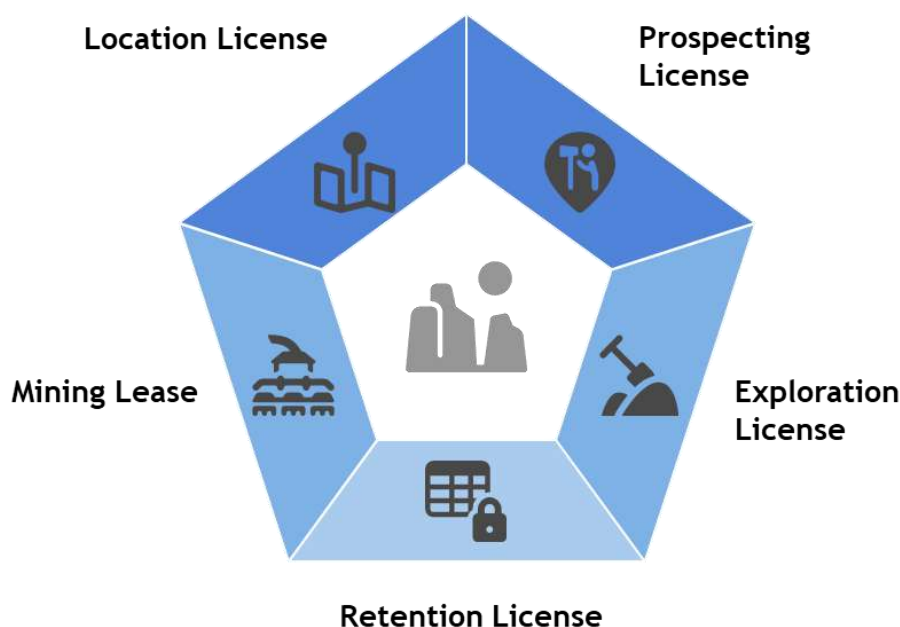 Location License
Prospecting
License
Mining Lease
Exploration
License
Retention License